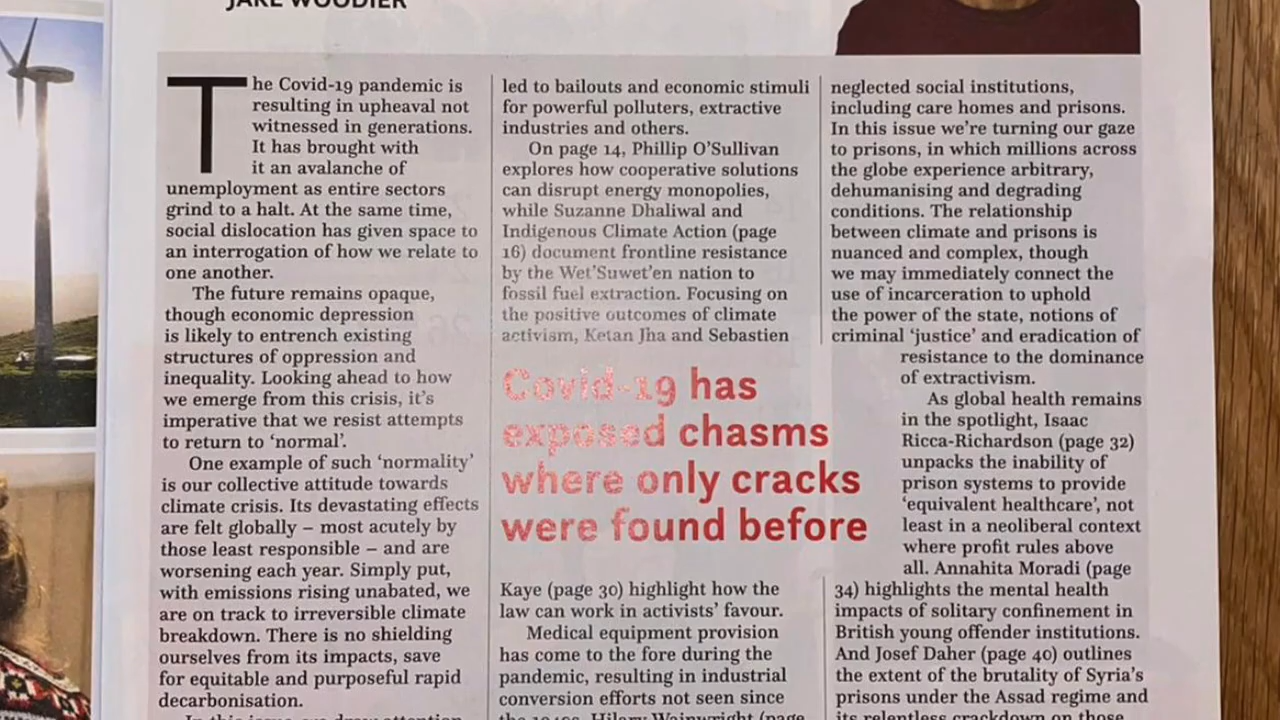 JAKE WOODIER
The Covid-19 pandemic is
resulting in upheaval not
witnessed in generations.
It has brought with
it an avalanche of
unemployment as entire sectors
grind to a halt. At the same time,
social dislocation has given space to
an interrogation of how we relate to
one another.
The future remains opaque,
though economic depression
is likely to entrench existing
structures of oppression and
inequality. Looking ahead to how
we emerge from this crisis, it's
imperative that we resist attempts
to return to 'normal'.
One example of such 'normality'
is our collective attitude towards
climate crisis. Its devastating effects
are felt globally – most acutely by
those least responsible – and are
worsening each year. Simply put,
with emissions rising unabated, we
are on track to irreversible climate
breakdown. There is no shielding
ourselves from its impacts, save
for equitable and purposeful rapid
decarbonisation.
In this issue, we draw attention
led to bailouts and economic stimuli
for powerful polluters, extractive
industries and others.
On page 14, Phillip O'Sullivan
explores how cooperative solutions
can disrupt energy monopolies,
while Suzanne Dhaliwal and
Indigenous Climate Action (page
16) document frontline resistance
by the Wet'Suwet'en nation to
fossil fuel extraction. Focusing on
the positive outcomes of climate
activism, Ketan Jha and Sebastien
Covid-19 has
exposed chasms
where only cracks
were found before
Kaye (page 30) highlight how the
law can work in activists' favour.
Medical equipment provision
has come to the fore during the
pandemic, resulting in industrial
conversion efforts not seen since
the 1940s. Hilary Wainwright (page
neglected social institutions,
including care homes and prisons.
In this issue we're turning our gaze
to prisons, in which millions across
the globe experience arbitrary,
dehumanising and degrading
conditions. The relationship
between climate and prisons is
nuanced and complex, though
we may immediately connect the
use of incarceration to uphold
the power of the state, notions of
criminal 'justice' and eradication of
resistance to the dominance
of extractivism.
As global health remains
in the spotlight, Isaac
Ricca-Richardson (page 32)
unpacks the inability of
prison systems to provide
'equivalent healthcare', not
least in a neoliberal context
where profit rules above
all. Annahita Moradi (page
34) highlights the mental health
impacts of solitary confinement in
British young offender institutions.
And Josef Daher (page 40) outlines
the extent of the brutality of Syria's
prisons under the Assad regime and
its relentless crackdown on those